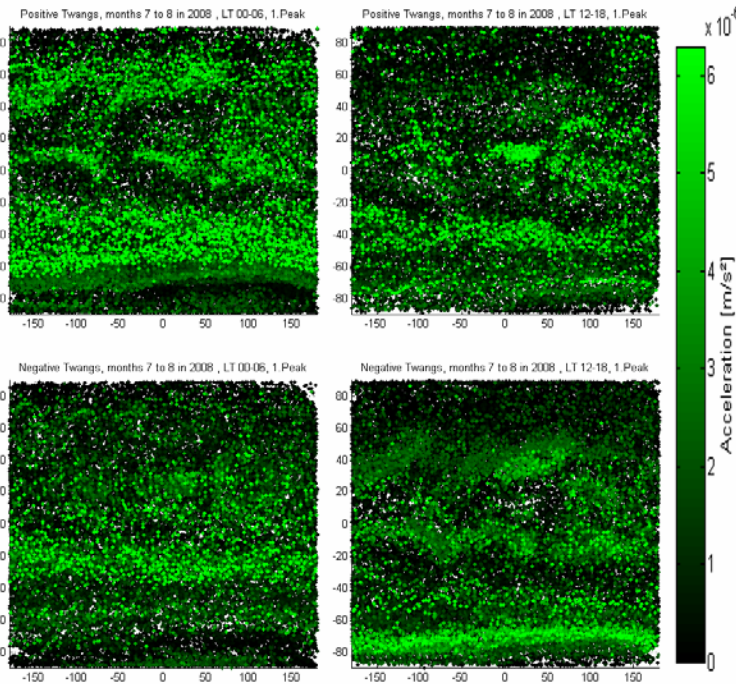 Positive Twangs, months 7 to 8 in 2008 , LT 00-06, 1.Peak
Positive Twangs, months 7 to 8 in 2008 , LT 12-18, 1.Peak
x 10
80
60
40
20
0
-20
-40
-60
-80
-150 -100 -50 0 50 100 150
-150 -100 -50 0 50 100 150
Negative Twangs, months 7 to 8 in 2008 , LT 00-06, 1.Peak
Negative Twangs, months 7 to 8 in 2008 , LT 12-18, 1.Peak
80
60
40
20
0
-20
-40
-60
-80
-150 -100 -50 0 50 100 150
-150 -100 -50 0 50 100 150
6
5
4
3
2
1
0
Acceleration [m/s²]